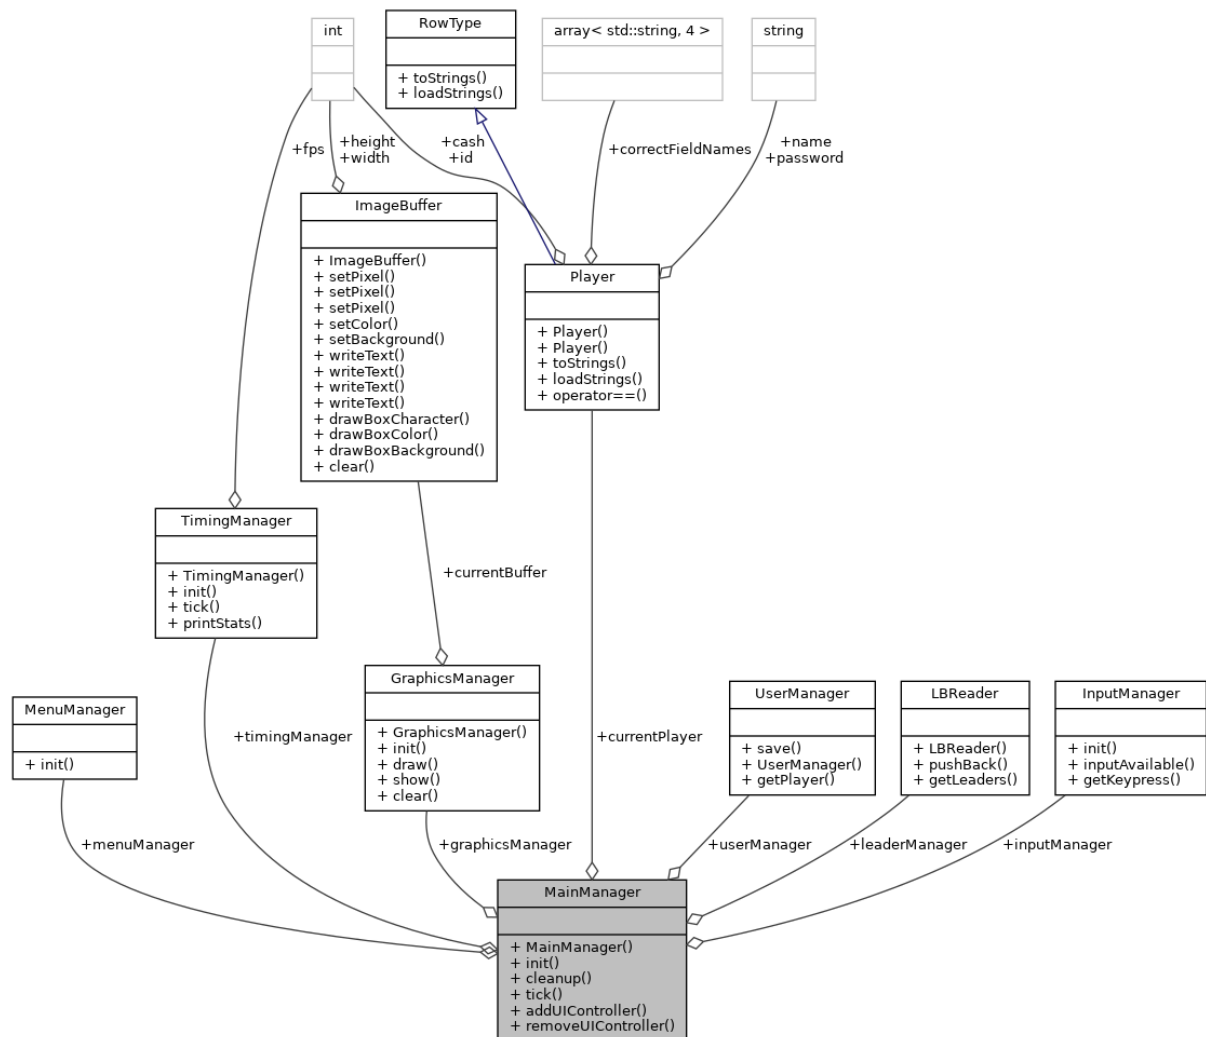 int
RowType
+ toStrings()
+ loadStrings()
array< std::string, 4 >
string
+fps
+height
+width
+cash
+id
+correctFieldNames
+name
+password
ImageBuffer
+ ImageBuffer()
+ setPixel()
+ setPixel()
+ setPixel()
+ setColor()
+ setBackground()
+ writeText()
+ writeText()
+ writeText()
+ writeText()
+ drawBoxCharacter()
+ drawBoxColor()
+ drawBoxBackground()
+ clear()
Player
+ Player()
+ Player()
+ toStrings()
+ loadStrings()
+ operator==()
TimingManager
+ TimingManager()
+ init()
+ tick()
+ printStats()
+currentBuffer
MenuManager
+ init()
+timingManager
GraphicsManager
+ GraphicsManager()
+ init()
+ draw()
+ show()
+ clear()
+currentPlayer
UserManager
+ save()
+ UserManager()
+ getPlayer()
LBReader
+ LBReader()
+ pushBack()
+ getLeaders()
InputManager
+ init()
+ inputAvailable()
+ getKeypress()
+menuManager
+graphicsManager
+userManager
+leaderManager
+inputManager
MainManager
+ MainManager()
+ init()
+ cleanup()
+ tick()
+ addUIController()
+ removeUIController()